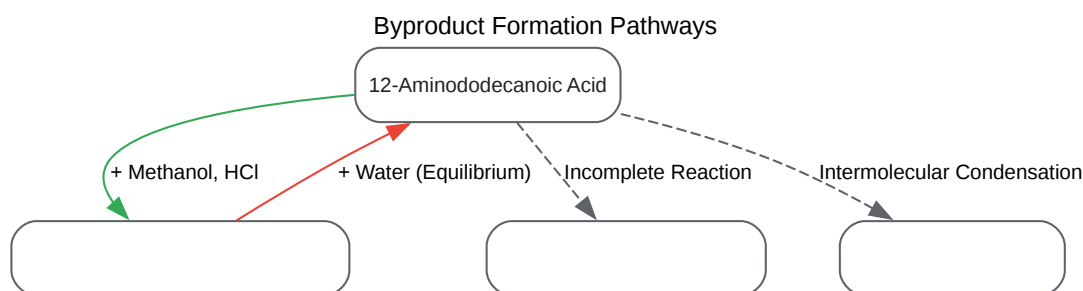 Byproduct Formation Pathways
12-Aminododecanoic Acid
+ Methanol, HCl
+ Water (Equilibrium)
Incomplete Reaction
Intermolecular Condensation